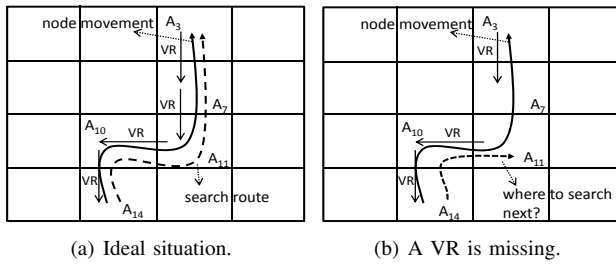 node movement
A3
VR
VR
A7
A10
VR
A11
VR
search route
A14
(a) Ideal situation.
node movement
A3
VR
A7
A10
VR
A11
VR
where to search
next?
A14
(b) A VR is missing.